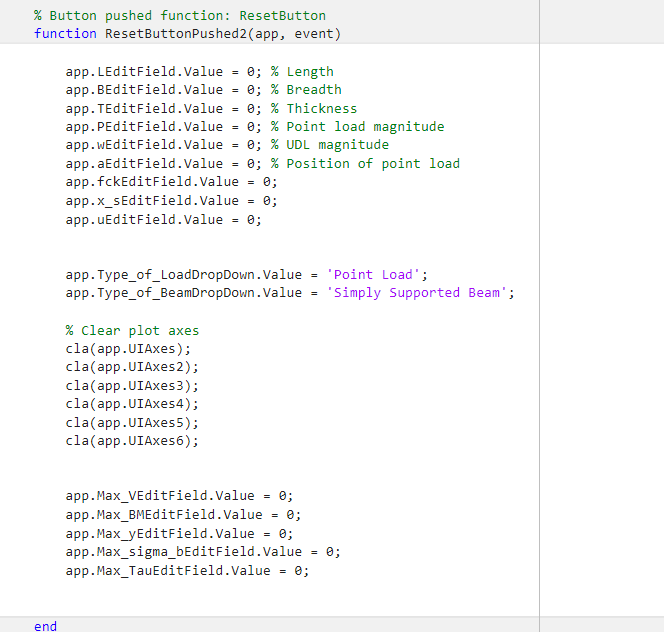 % Button pushed function: ResetButton
function ResetButtonPushed2(app, event)
app.LEditField.Value = 0; % Length
app.BEditField.Value = 0; % Breadth
app.TEditField.Value = 0; % Thickness
app.PEditField.Value = 0; % Point load magnitude
app.wEditField.Value = 0; % UDL magnitude
app.aEditField.Value = 0; % Position of point load
app.fckEditField.Value = 0;
app.x_sEditField.Value = 0;
app.uEditField.Value = 0;
app.Type_of_LoadDropDown.Value = 'Point Load';
app.Type_of_BeamDropDown.Value = 'Simply Supported Beam';
% Clear plot axes
cla(app.UIAxes);
cla(app.UIAxes2);
cla(app.UIAxes3);
cla(app.UIAxes4);
cla(app.UIAxes5);
cla(app.UIAxes6);
app.Max_VEditField.Value = 0;
app.Max_BMEditField.Value = 0;
app.Max_yEditField.Value = 0;
app.Max_sigma_bEditField.Value = 0;
app.Max_TauEditField.Value = 0;
end